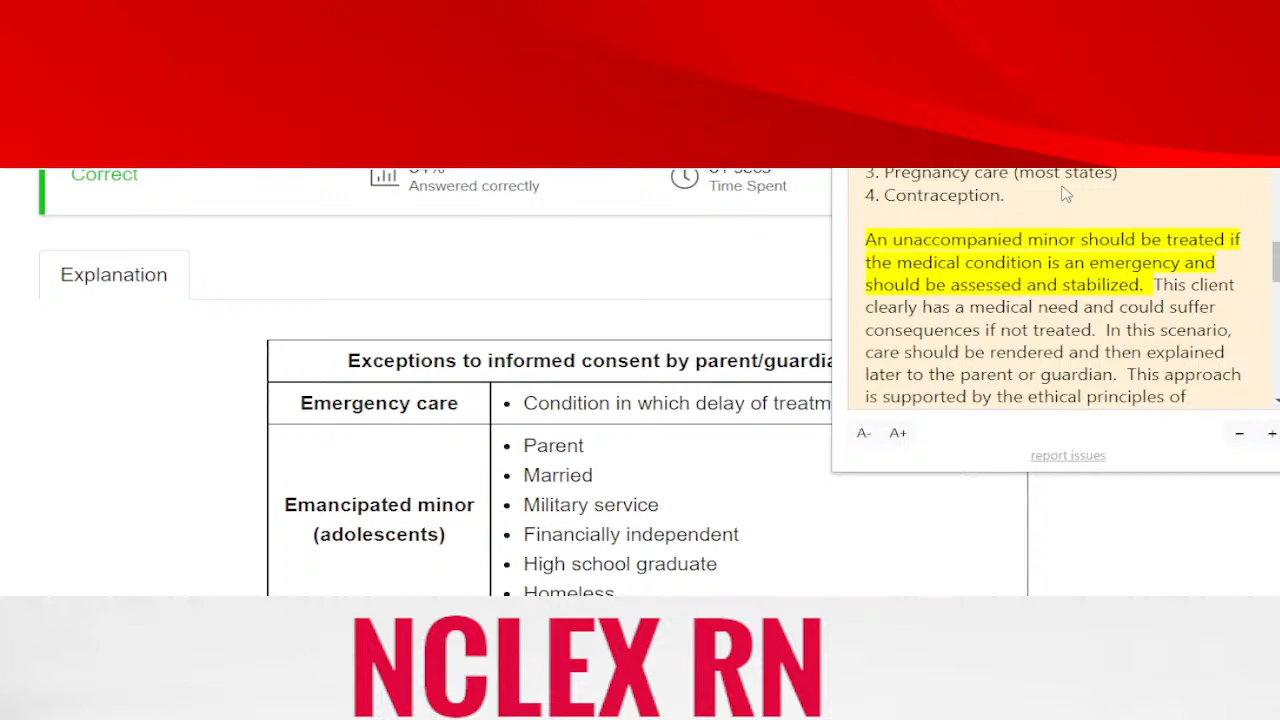 Correct
Answered correctly
Time Spent
Explanation
Exceptions to informed consent by parent/guardia
Emergency care
• Condition in which delay of treatm
Emancipated minor
(adolescents)
• Parent
• Married
• Military service
• Financially independent
• High school graduate
• Homeless
3. Pregnancy care (most states)
4. Contraception.
An unaccompanied minor should be treated if
the medical condition is an emergency and
should be assessed and stabilized. This client
clearly has a medical need and could suffer
consequences if not treated. In this scenario,
care should be rendered and then explained
later to the parent or guardian. This approach
is supported by the ethical principles of
A- A+
− +
report issues
NCLEX RN